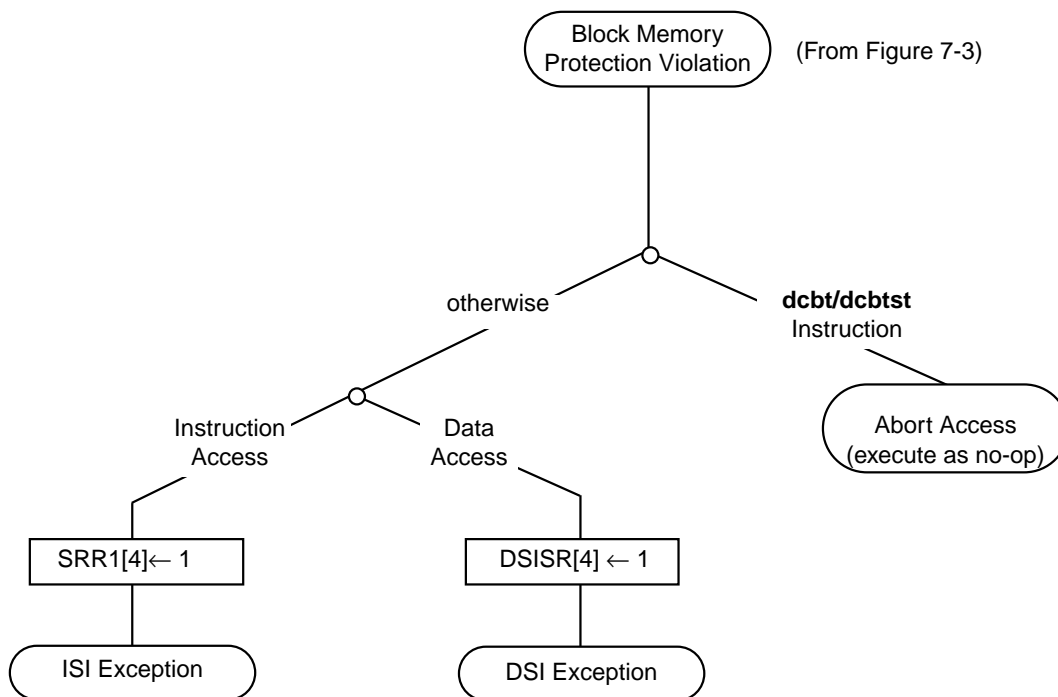 Block Memory
Protection Violation
(From Figure 7-3)
otherwise
dcbt/dcbtst
Instruction
Instruction
Access
Data
Access
Abort Access
(execute as no-op)
SRR1[4]← 1
DSISR[4] ← 1
ISI Exception
DSI Exception